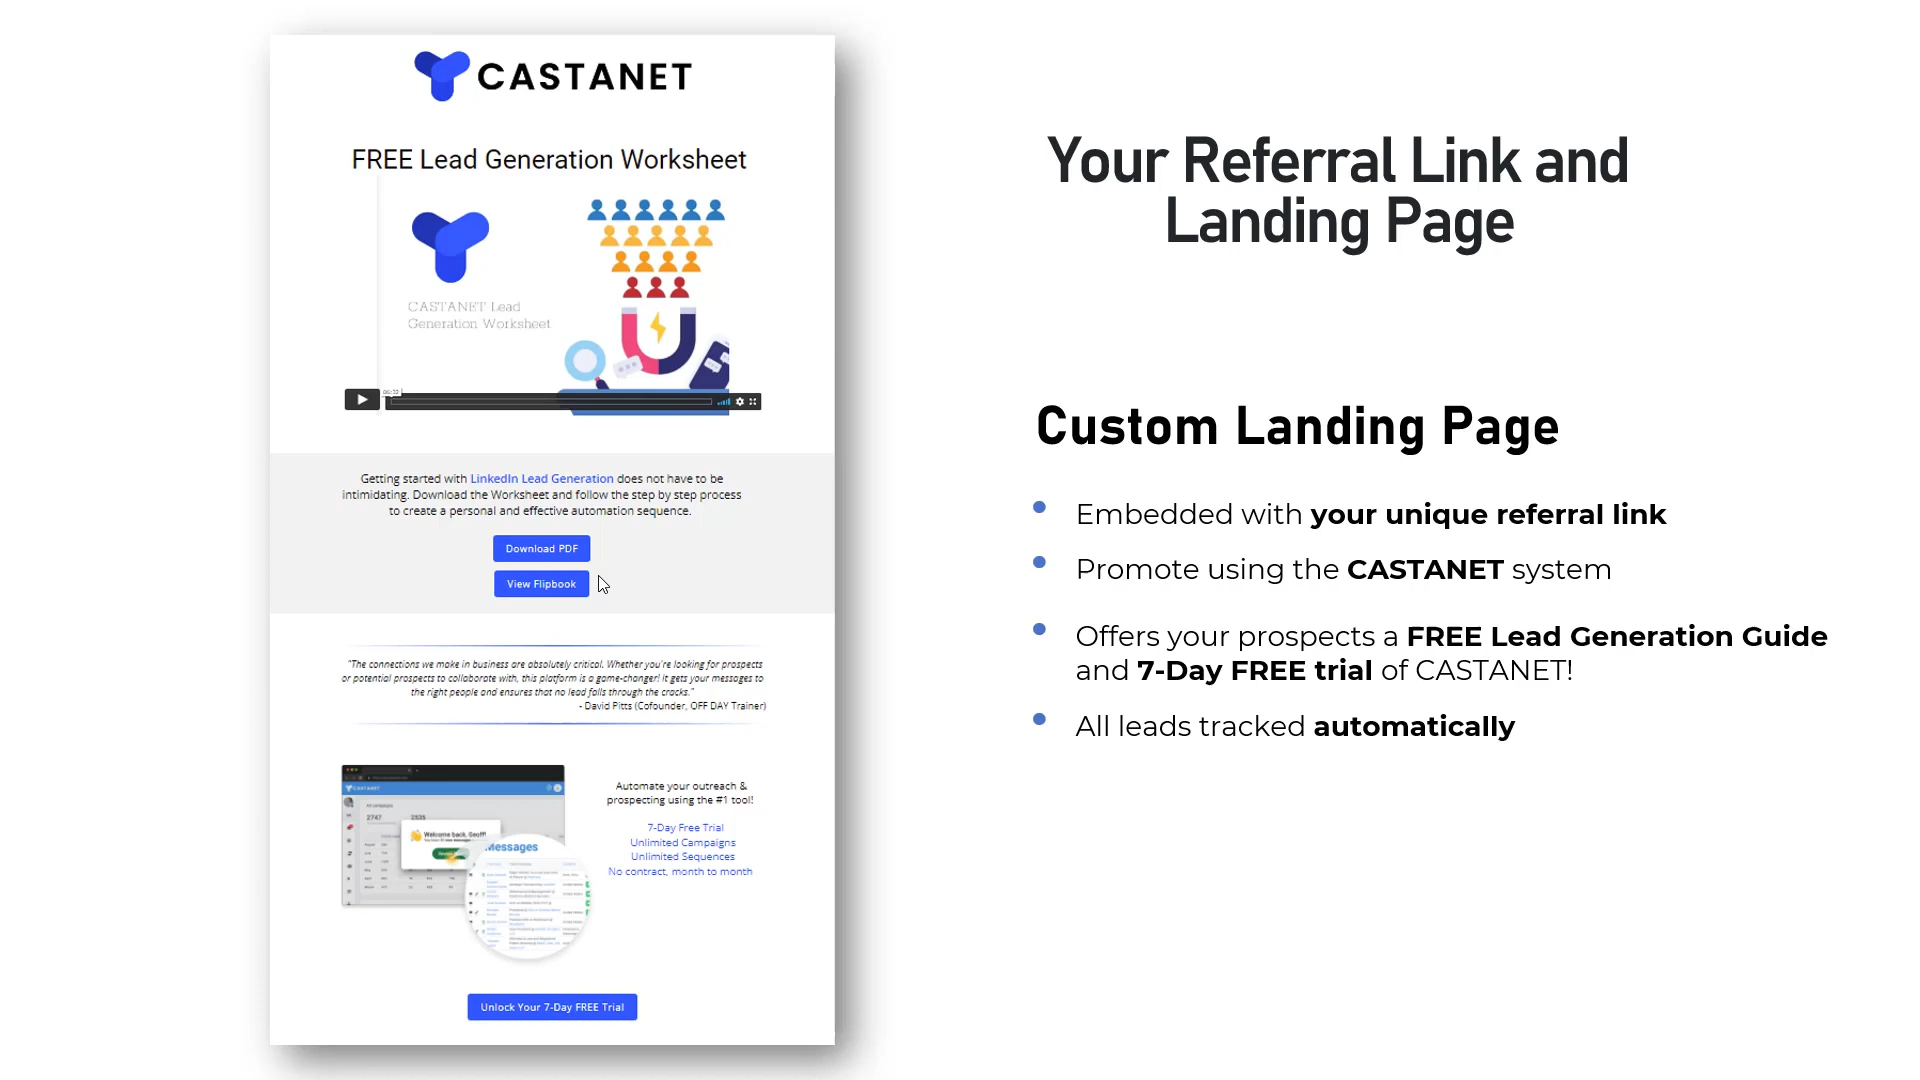 CASTANET
FREE Lead Generation Worksheet
CASTANET Lead
Generation Worksheet
Getting started with LinkedIn Lead Generation does not have to be
intimidating. Download the Worksheet and follow the step by step process
to create a personal and effective automation sequence.
Download PDF
View Flipbook
"The connections we make in business are absolutely critical. Whether you're looking for prospects
or potential prospects to collaborate with, this platform is a game-changer! It gets your messages to
the right people and ensures that no lead falls through the cracks."
- David Pitts (Cofounder, OFF DAY Trainer)
CASTANET
All campaigns
2747
2535
Welcome back, Geoff!
Messages
Automate your outreach &
prospecting using the #1 tool!
7-Day Free Trial
Unlimited Campaigns
Unlimited Sequences
No contract, month to month
Unlock Your 7-Day FREE Trial
Your Referral Link and
Landing Page
Custom Landing Page
• Embedded with your unique referral link
• Promote using the CASTANET system
• Offers your prospects a FREE Lead Generation Guide
and 7-Day FREE trial of CASTANET!
• All leads tracked automatically